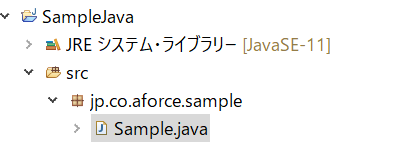 SampleJava
JRE システム・ライブラリー [JavaSE-11]
src
jp.co.aforce.sample
Sample.java